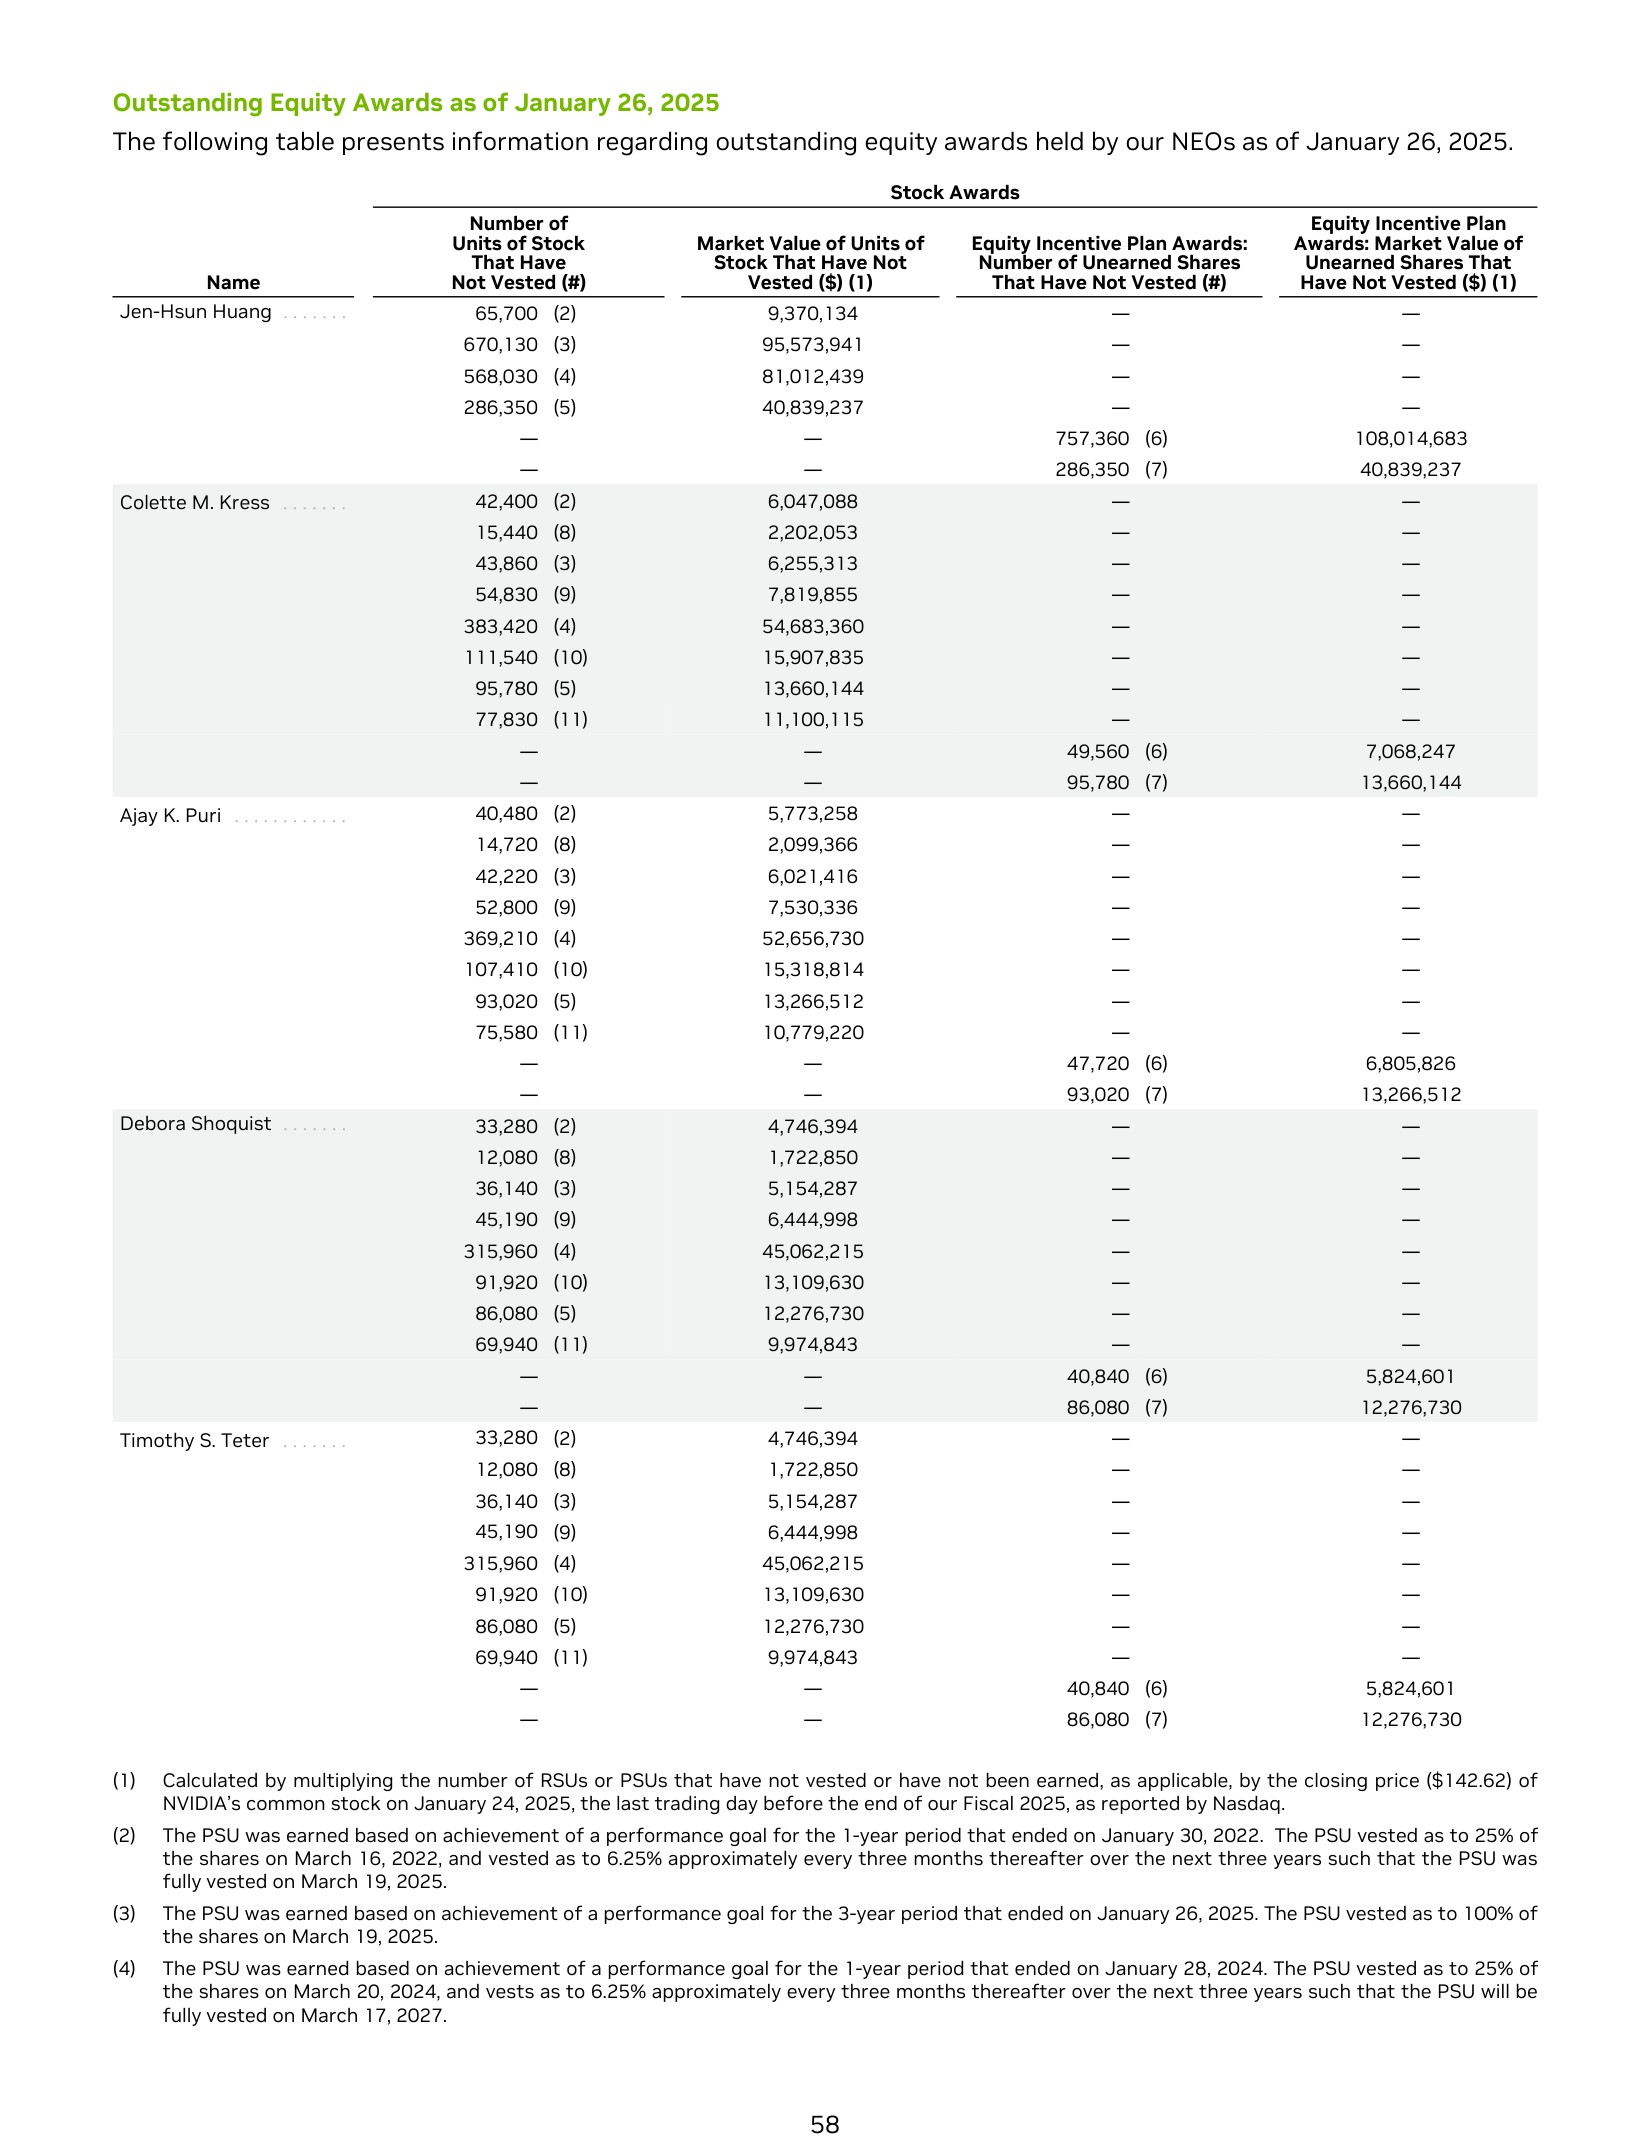 Outstanding Equity Awards as of January 26, 2025
The following table presents information regarding outstanding equity awards held by our NEOs as of January 26, 2025.
Stock Awards
Name
Number of
Units of Stock
That Have
Not Vested (#)
Market Value of Units of
Stock That Have Not
Vested ($) (1)
Equity Incentive Plan Awards:
Number of Unearned Shares
That Have Not Vested (#)
Equity Incentive Plan
Awards: Market Value of
Unearned Shares That
Have Not Vested ($) (1)
Jen-Hsun Huang ....... 65,700 (2) 9,370,134 — —
670,130 (3) 95,573,941 — —
568,030 (4) 81,012,439 — —
286,350 (5) 40,839,237 — —
— — 757,360 (6) 108,014,683
— — 286,350 (7) 40,839,237
Colette M. Kress ....... 42,400 (2) 6,047,088 — —
15,440 (8) 2,202,053 — —
43,860 (3) 6,255,313 — —
54,830 (9) 7,819,855 — —
383,420 (4) 54,683,360 — —
111,540 (10) 15,907,835 — —
95,780 (5) 13,660,144 — —
77,830 (11) 11,100,115 — —
— — 49,560 (6) 7,068,247
— — 95,780 (7) 13,660,144
Ajay K. Puri ............ 40,480 (2) 5,773,258 — —
14,720 (8) 2,099,366 — —
42,220 (3) 6,021,416 — —
52,800 (9) 7,530,336 — —
369,210 (4) 52,656,730 — —
107,410 (10) 15,318,814 — —
93,020 (5) 13,266,512 — —
75,580 (11) 10,779,220 — —
— — 47,720 (6) 6,805,826
— — 93,020 (7) 13,266,512
Debora Shoquist ....... 33,280 (2) 4,746,394 — —
12,080 (8) 1,722,850 — —
36,140 (3) 5,154,287 — —
45,190 (9) 6,444,998 — —
315,960 (4) 45,062,215 — —
91,920 (10) 13,109,630 — —
86,080 (5) 12,276,730 — —
69,940 (11) 9,974,843 — —
— — 40,840 (6) 5,824,601
— — 86,080 (7) 12,276,730
Timothy S. Teter ....... 33,280 (2) 4,746,394 — —
12,080 (8) 1,722,850 — —
36,140 (3) 5,154,287 — —
45,190 (9) 6,444,998 — —
315,960 (4) 45,062,215 — —
91,920 (10) 13,109,630 — —
86,080 (5) 12,276,730 — —
69,940 (11) 9,974,843 — —
— — 40,840 (6) 5,824,601
— — 86,080 (7) 12,276,730
(1) Calculated by multiplying the number of RSUs or PSUs that have not vested or have not been earned, as applicable, by the closing price ($142.62) of
NVIDIA's common stock on January 24, 2025, the last trading day before the end of our Fiscal 2025, as reported by Nasdaq.
(2) The PSU was earned based on achievement of a performance goal for the 1-year period that ended on January 30, 2022. The PSU vested as to 25% of
the shares on March 16, 2022, and vested as to 6.25% approximately every three months thereafter over the next three years such that the PSU was
fully vested on March 19, 2025.
(3) The PSU was earned based on achievement of a performance goal for the 3-year period that ended on January 26, 2025. The PSU vested as to 100% of
the shares on March 19, 2025.
(4) The PSU was earned based on achievement of a performance goal for the 1-year period that ended on January 28, 2024. The PSU vested as to 25% of
the shares on March 20, 2024, and vests as to 6.25% approximately every three months thereafter over the next three years such that the PSU will be
fully vested on March 17, 2027.
58